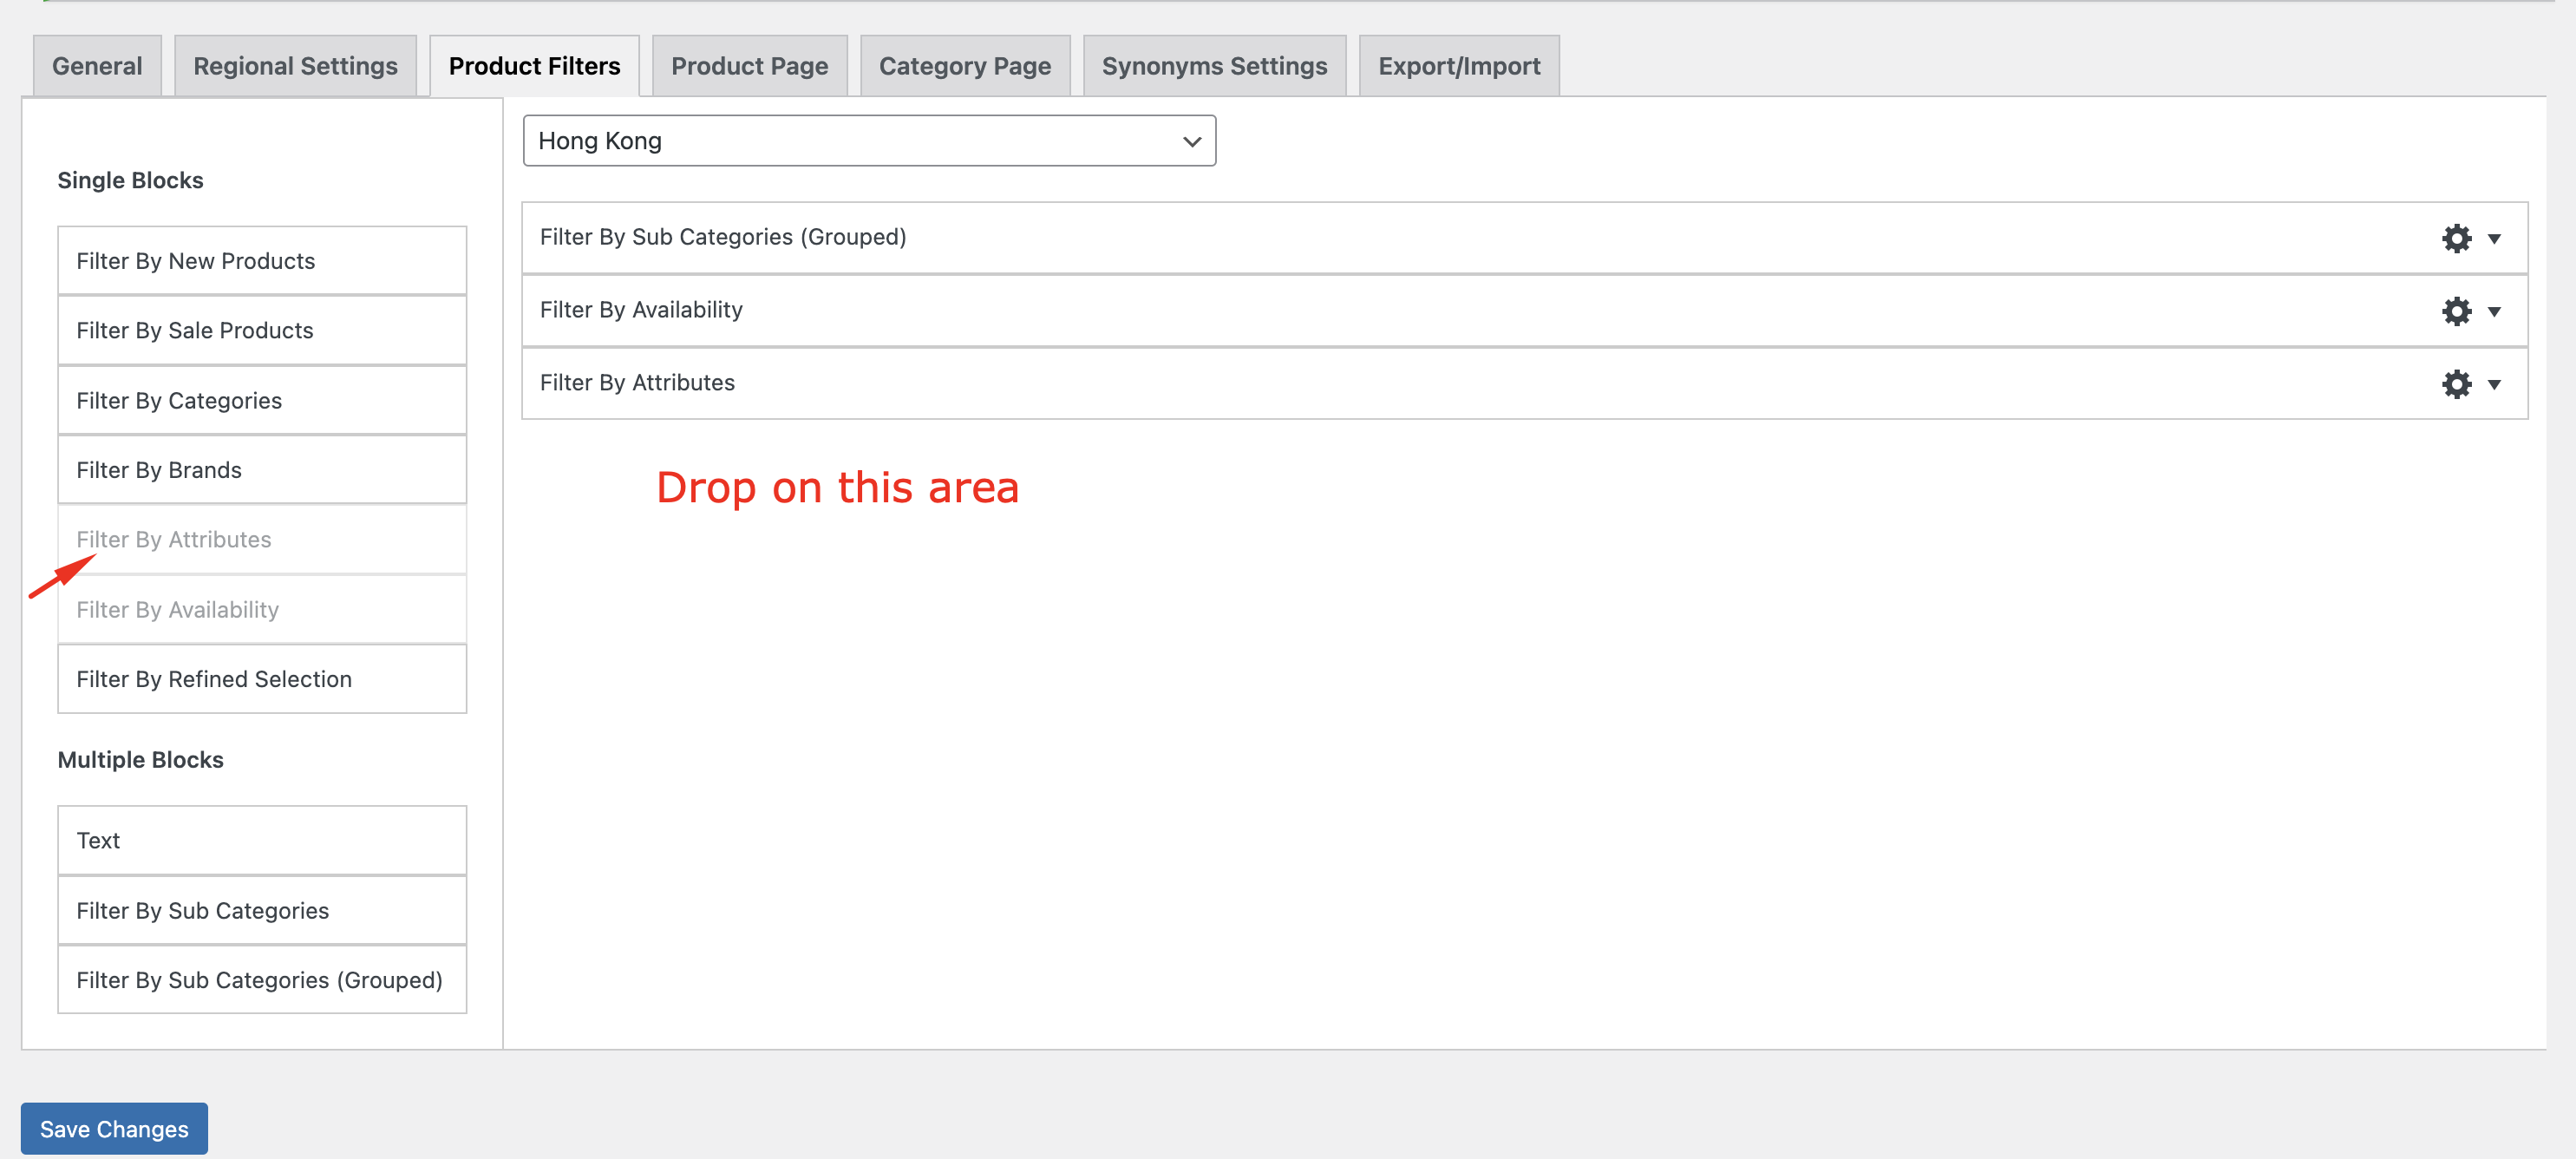 General
Regional Settings
Product Filters
Product Page
Category Page
Synonyms Settings
Export/Import
Single Blocks
Filter By New Products
Filter By Sale Products
Filter By Categories
Filter By Brands
Filter By Attributes
Filter By Availability
Filter By Refined Selection
Multiple Blocks
Text
Filter By Sub Categories
Filter By Sub Categories (Grouped)
Hong Kong
Filter By Sub Categories (Grouped)
Filter By Availability
Filter By Attributes
Drop on this area
Save Changes